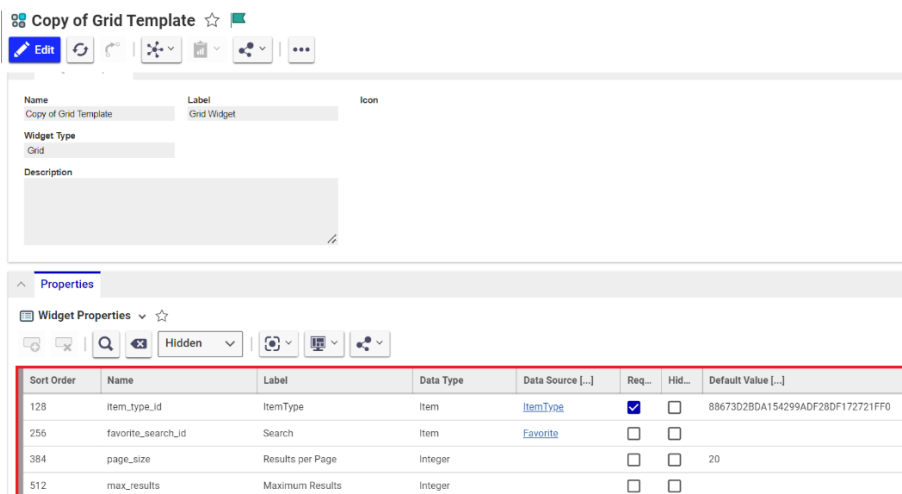 Copy of Grid Template
Edit
Name Label Icon
Copy of Grid Template Grid Widget
Widget Type
Grid
Description
Properties
Widget Properties
Hidden
Sort Order Name Label Data Type Data Source [...] Req... Hid... Default Value [...]
128 item_type_id ItemType Item ItemType 88673D2BDA154299ADF28DF172721FF0
256 favorite_search_id Search Item Favorite
384 page_size Results per Page Integer 20
512 max_results Maximum Results Integer